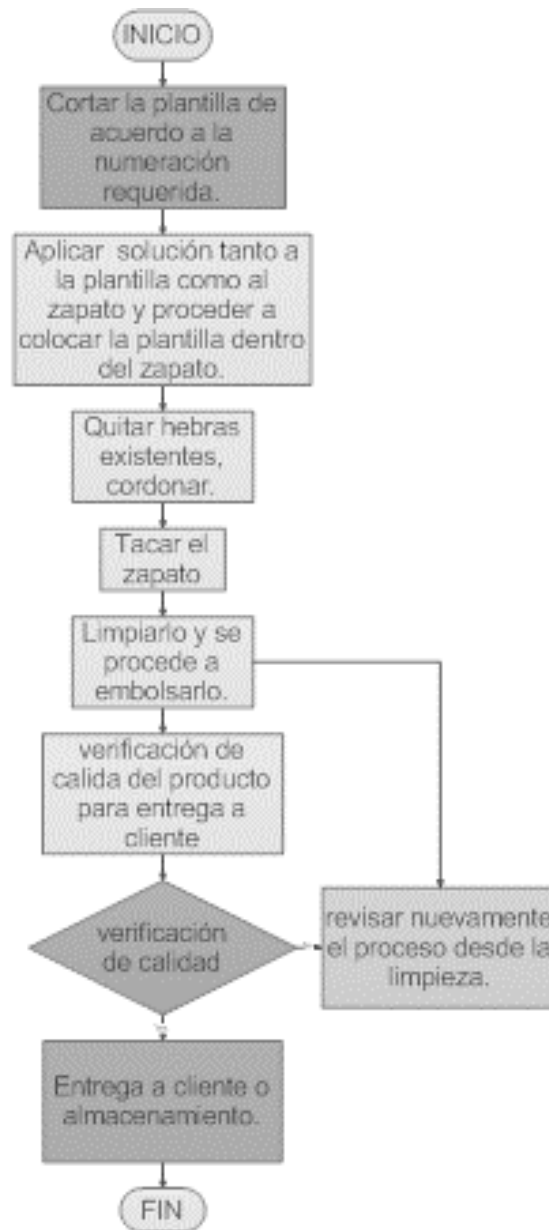 INICIO
Cortar la plantilla de
acuerdo a la
numeración
requerida.
Aplicar solución tanto a
la plantilla como al
zapato y proceder a
colocar la plantilla dentro
del zapato.
Quitar hebras
existentes,
cordonar.
Tacar el
zapato
Limpiarlo y se
procede a
embolsarlo.
verificación de
calida del producto
para entrega a
cliente
verificación
de calidad
revisar nuevamente
el proceso desde la
limpieza.
Entrega a cliente o
almacenamiento.
FIN